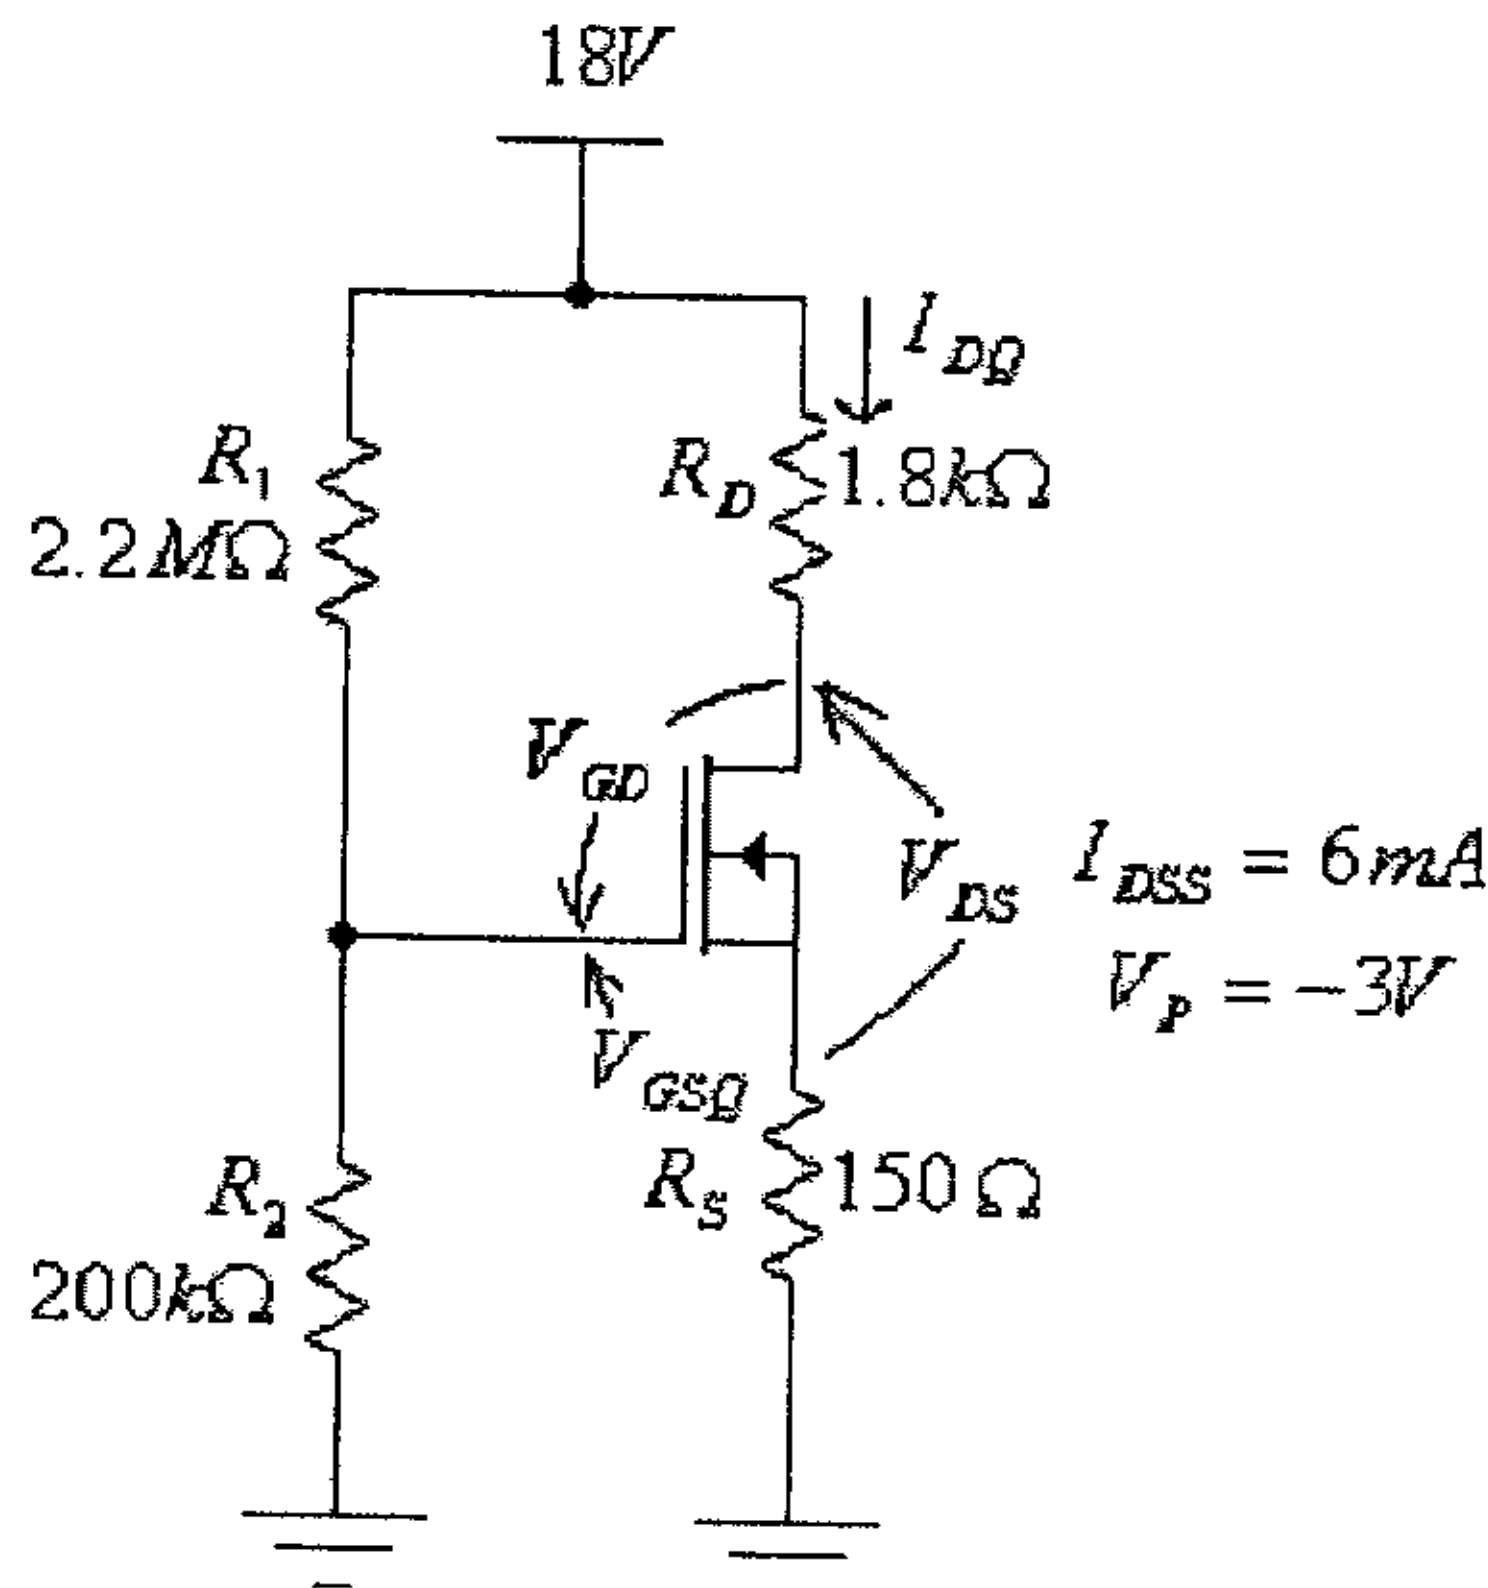 18V
I_DQ
R_1
2.2MΩ
R_D 1.8kΩ
V_GD
V_DS
I_DSS = 6mA
V_P = -3V
V_GSQ
R_2
200kΩ
R_S 150Ω